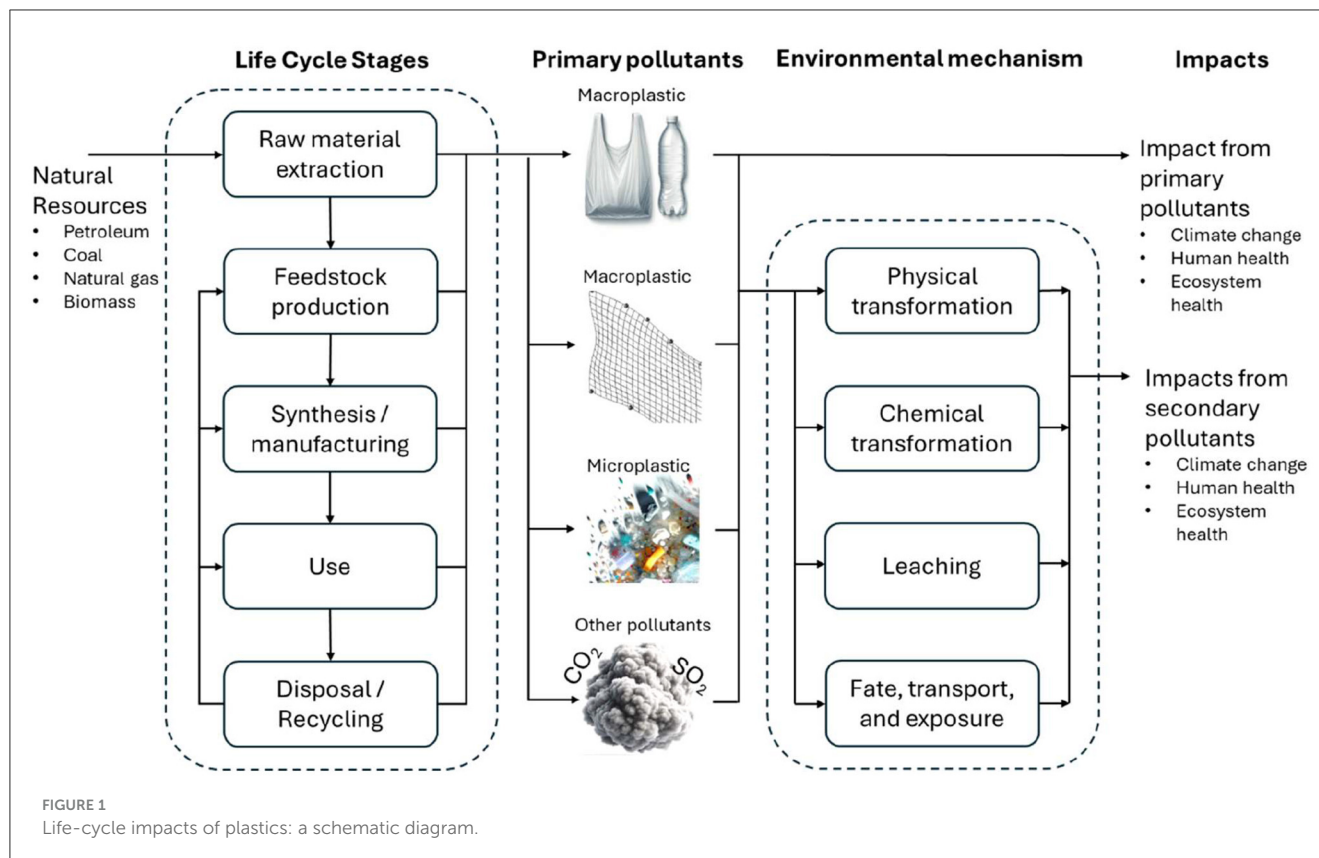 Life Cycle Stages
Primary pollutants
Environmental mechanism
Impacts
Natural
Resources
• Petroleum
• Coal
• Natural gas
• Biomass
Raw material
extraction
Feedstock
production
Synthesis /
manufacturing
Use
Disposal /
Recycling
Macroplastic
Macroplastic
Microplastic
Other pollutants
CO₂
SO₂
Physical
transformation
Chemical
transformation
Leaching
Fate, transport,
and exposure
Impact from
primary
pollutants
• Climate change
• Human health
• Ecosystem
health
Impacts from
secondary
pollutants
• Climate change
• Human health
• Ecosystem
health
FIGURE 1
Life-cycle impacts of plastics: a schematic diagram.